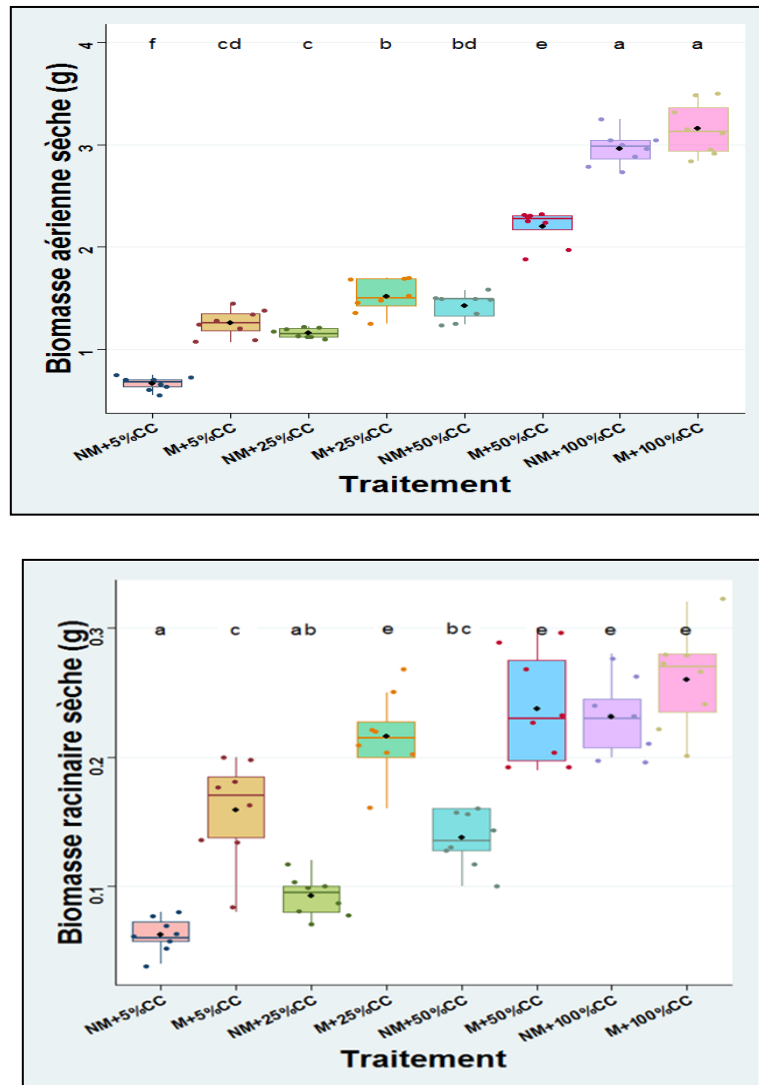 Biomasse aérienne sèche (g)
4
3
2
1
f cd c b bd e a a
NM+5%CC M+5%CC NM+25%CC M+25%CC NM+50%CC M+50%CC NM+100%CC M+100%CC
Traitement
Biomasse racinaire sèche (g)
0.3
0.2
0.1
a c ab e bc e e e
NM+5%CC M+5%CC NM+25%CC M+25%CC NM+50%CC M+50%CC NM+100%CC M+100%CC
Traitement